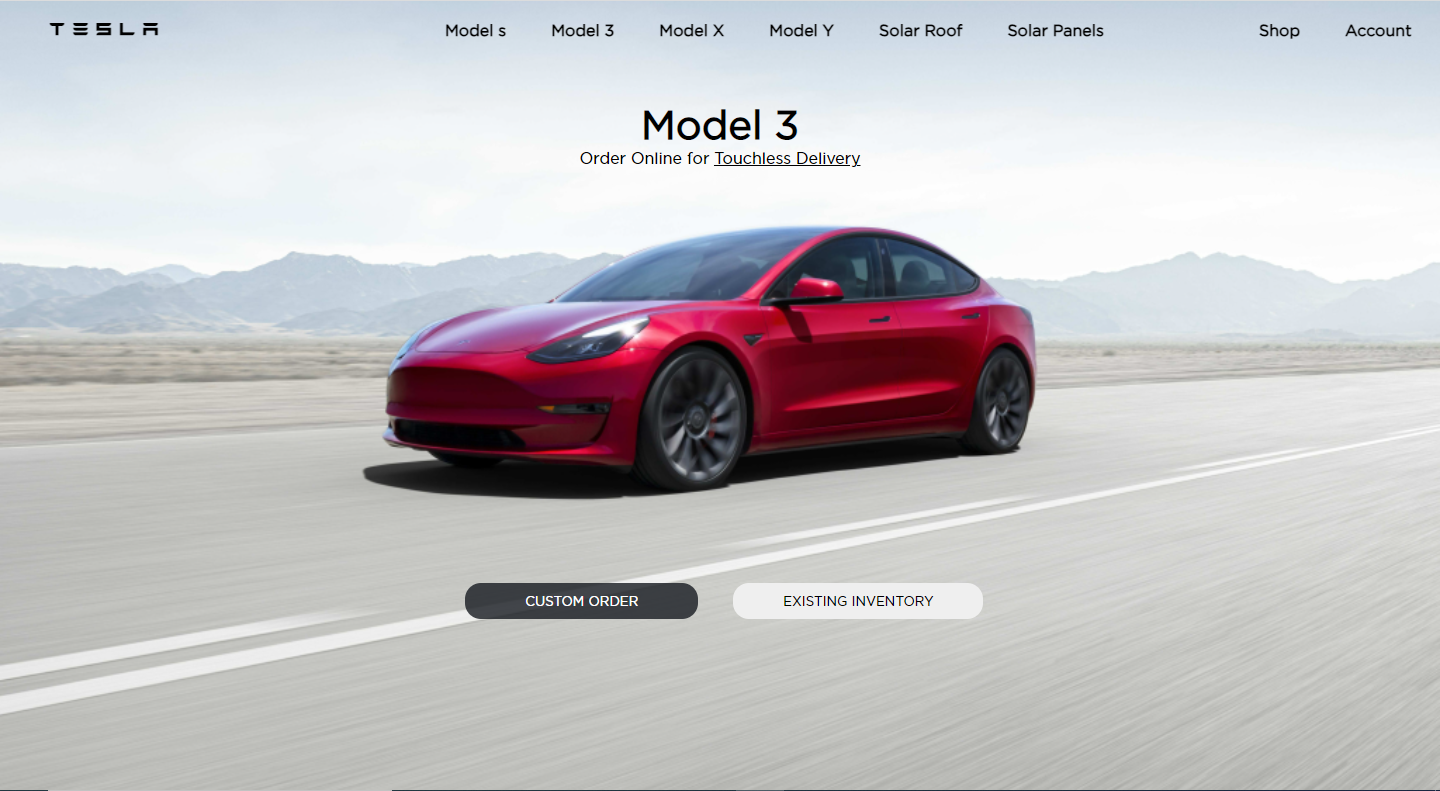 TESLA Model s Model 3 Model X Model Y Solar Roof Solar Panels Shop Account
Model 3
Order Online for Touchless Delivery
CUSTOM ORDER EXISTING INVENTORY